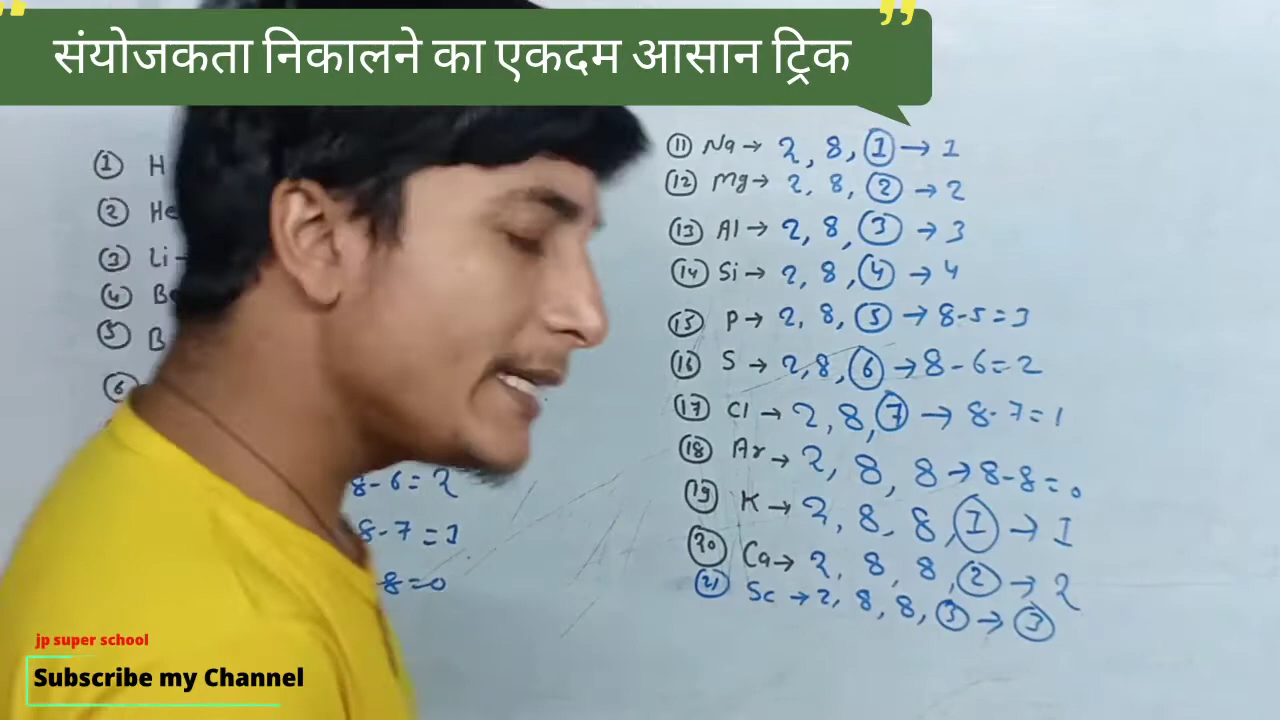 संयोजकता निकालने का एकदम आसान ट्रिक
① H
② He
③ Li
④ Be
⑤ B
⑥
8-6=2
8-7=1
8=0
⑪ Na→ 2, 8, 1 → 1
⑫ Mg→ 2, 8, 2 → 2
⑬ Al→ 2, 8, 3 → 3
⑭ Si→ 2, 8, 4 → 4
⑮ P→ 2, 8, 5 → 8-5=3
⑯ S → 2,8,6 → 8-6=2
⑰ Cl → 2, 8, 7 → 8-7=1
⑱ Ar→ 2, 8, 8 → 8-8=0
⑲ K → 2, 8, 8, 1 → 1
⑳ Ca→ 2, 8, 8, 2 → 2
㉑ Sc → 2, 8, 8, 3 → 3
jp super school
Subscribe my Channel